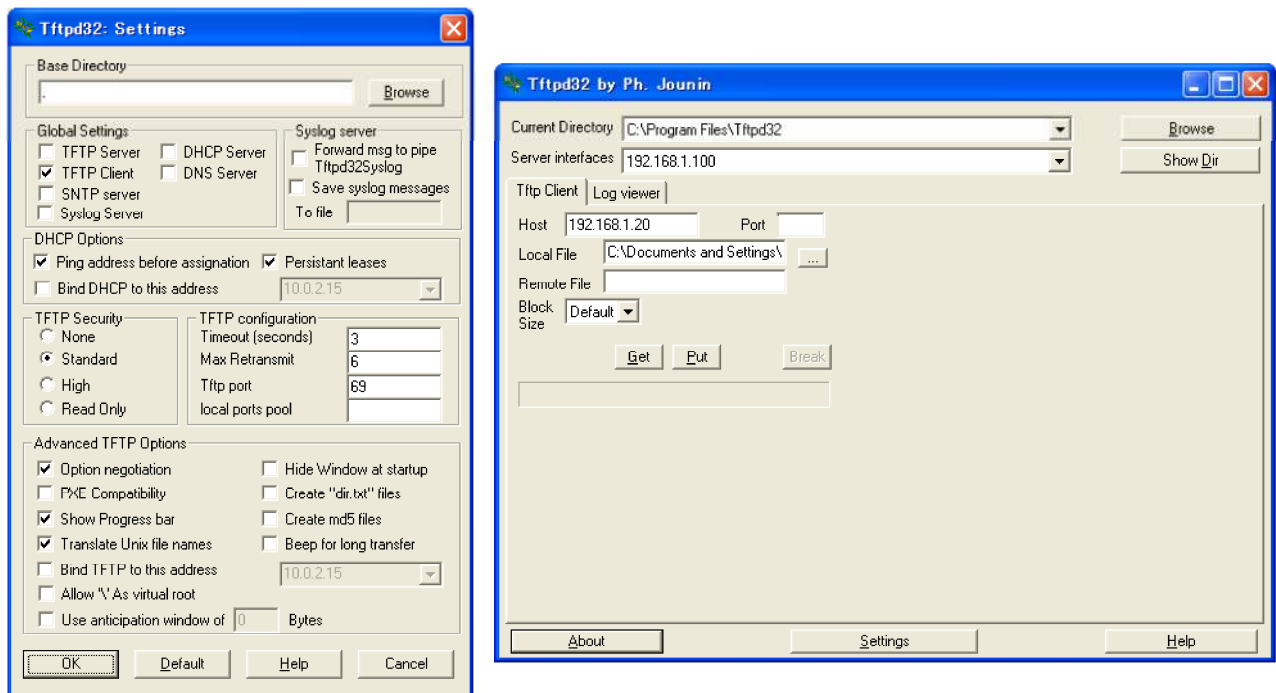 Tftpd32: Settings
Base Directory
.
Browse
Global Settings
TFTP Server
DHCP Server
TFTP Client
DNS Server
SNTP server
Syslog Server
Syslog server
Forward msg to pipe
Tftpd32Syslog
Save syslog messages
To file
DHCP Options
Ping address before assignation
Persistant leases
Bind DHCP to this address
10.0.2.15
TFTP Security
None
Standard
High
Read Only
TFTP configuration
Timeout (seconds)
3
Max Retransmit
6
Tftp port
69
local ports pool
Advanced TFTP Options
Option negotiation
Hide Window at startup
PXE Compatibility
Create "dir.txt" files
Show Progress bar
Create md5 files
Translate Unix file names
Beep for long transfer
Bind TFTP to this address
10.0.2.15
Allow '\' As virtual root
Use anticipation window of 0 Bytes
OK
Default
Help
Cancel
Tftpd32 by Ph. Jounin
Current Directory C:\Program Files\Tftpd32
Browse
Server interfaces 192.168.1.100
Show Dir
Tftp Client
Log viewer
Host 192.168.1.20
Port
Local File C:\Documents and Settings\
...
Remote File
Block
Size
Default
Get
Put
Break
About
Settings
Help